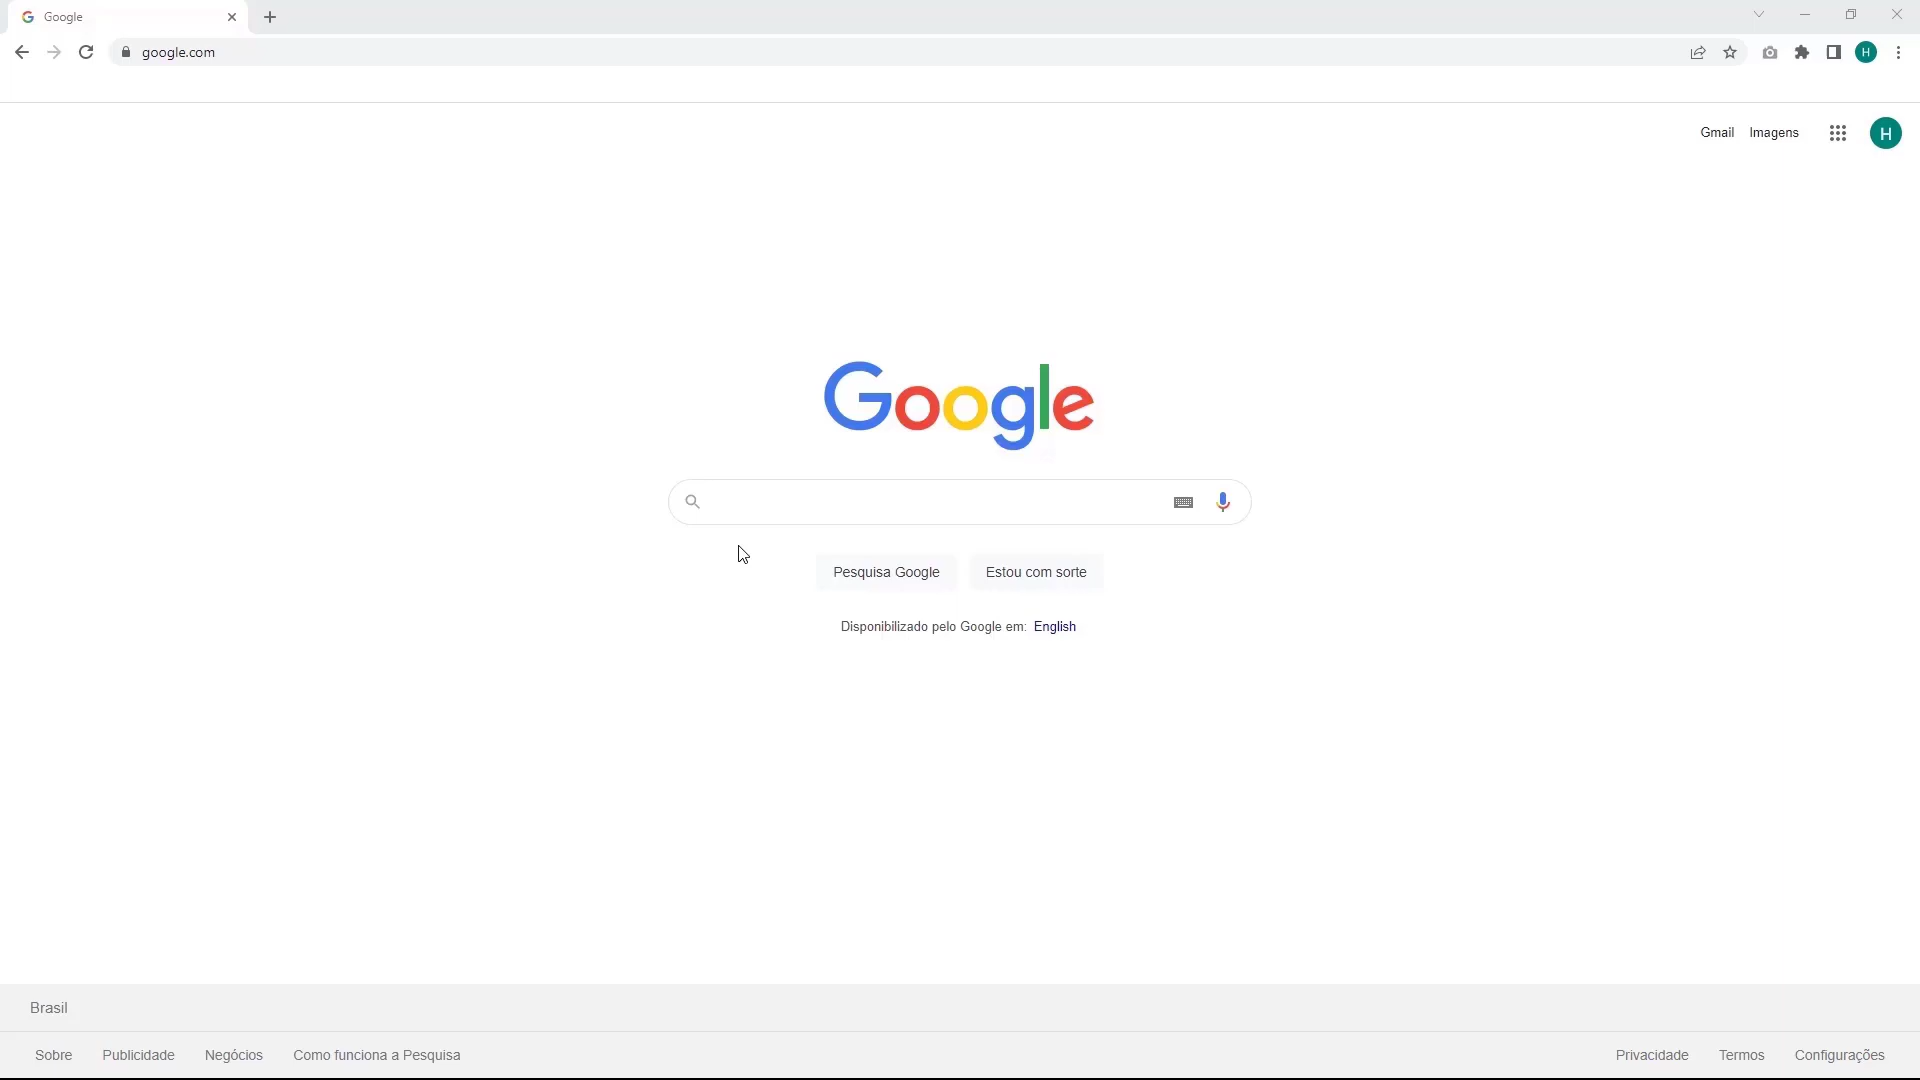 Google
google.com
H
Gmail Imagens
H
Google
Pesquisa Google Estou com sorte
Disponibilizado pelo Google em: English
Brasil
Sobre Publicidade Negócios Como funciona a Pesquisa Privacidade Termos Configurações